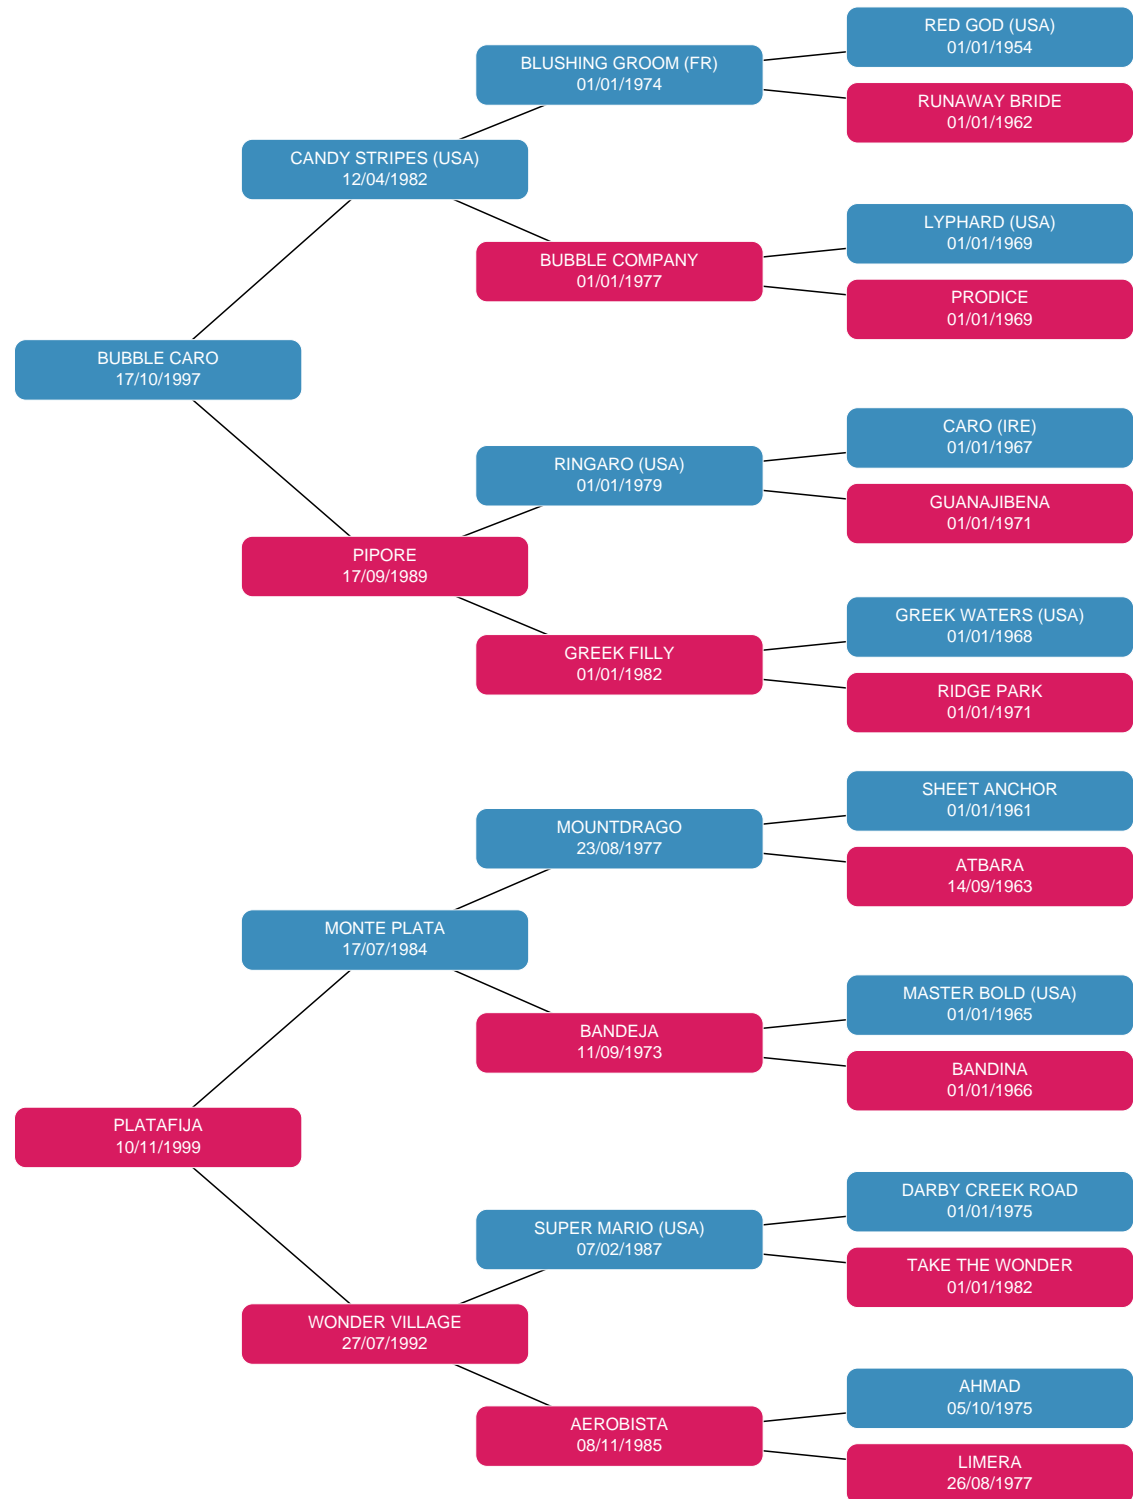 RED GOD (USA)
01/01/1954
BLUSHING GROOM (FR)
01/01/1974
RUNAWAY BRIDE
01/01/1962
CANDY STRIPES (USA)
12/04/1982
LYPHARD (USA)
01/01/1969
BUBBLE COMPANY
01/01/1977
PRODICE
01/01/1969
BUBBLE CARO
17/10/1997
CARO (IRE)
01/01/1967
RINGARO (USA)
01/01/1979
GUANAJIBENA
01/01/1971
PIPORE
17/09/1989
GREEK WATERS (USA)
01/01/1968
GREEK FILLY
01/01/1982
RIDGE PARK
01/01/1971
SHEET ANCHOR
01/01/1961
MOUNTDRAGO
23/08/1977
ATBARA
14/09/1963
MONTE PLATA
17/07/1984
MASTER BOLD (USA)
01/01/1965
BANDEJA
11/09/1973
BANDINA
01/01/1966
PLATAFIJA
10/11/1999
DARBY CREEK ROAD
01/01/1975
SUPER MARIO (USA)
07/02/1987
TAKE THE WONDER
01/01/1982
WONDER VILLAGE
27/07/1992
AHMAD
05/10/1975
AEROBISTA
08/11/1985
LIMERA
26/08/1977